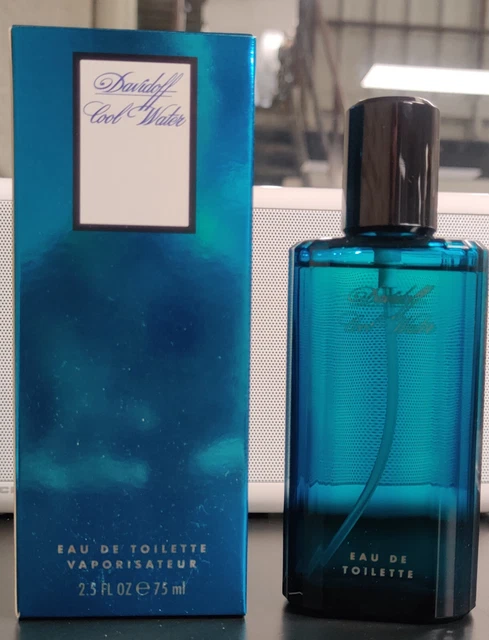 Davidoff
Cool Water
EAU DE TOILETTE
VAPORISATEUR
2.5 FL OZ ℮ 75 ml
Davidoff
Cool Water
EAU DE
TOILETTE